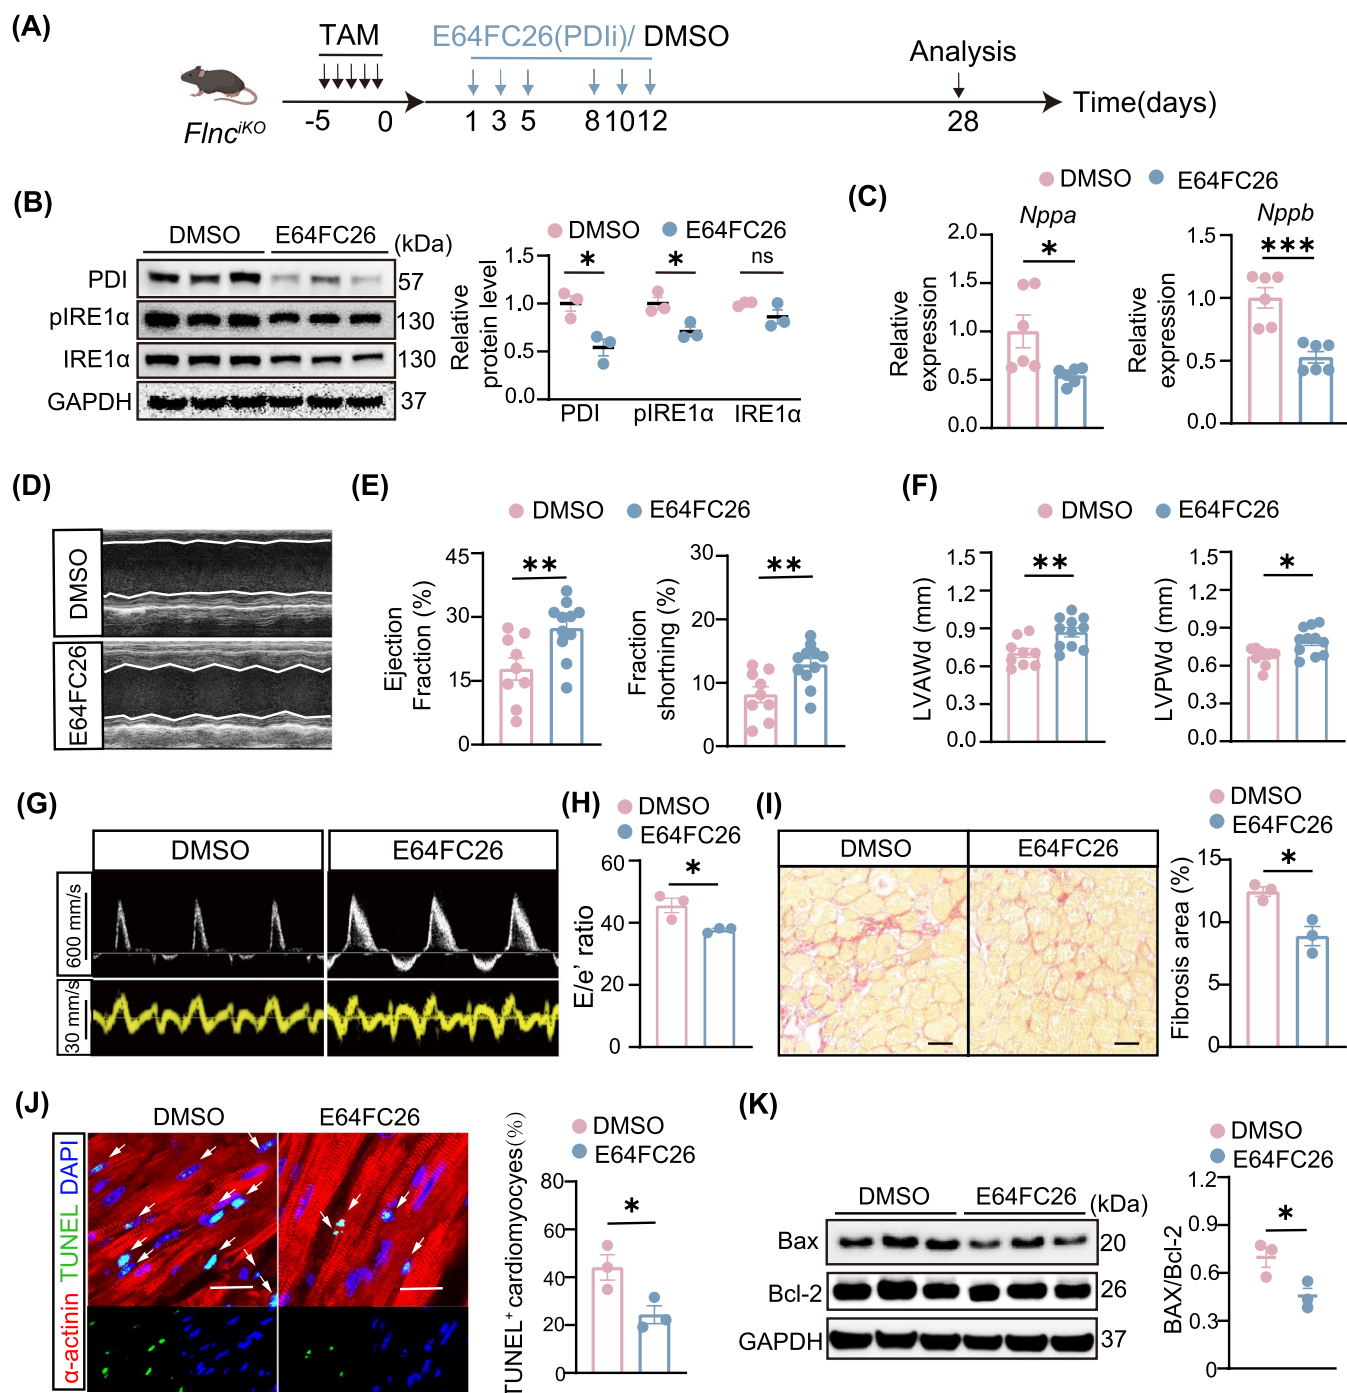 (A)
TAM
E64FC26(PDIi)/ DMSO
Analysis
Flnc^iKO
-5 0 1 3 5 8 10 12 28
Time(days)
(B)
DMSO E64FC26 (kDa)
PDI 57
pIRE1α 130
IRE1α 130
GAPDH 37
DMSO E64FC26
* * ns
Relative
protein level
1.5
1.0
0.5
0.0
PDI pIRE1α IRE1α
(C)
DMSO E64FC26
Nppa
*
Relative
expression
2.0
1.5
1.0
0.5
0.0
Nppb
***
Relative
expression
1.5
1.0
0.5
0.0
(D)
DMSO
E64FC26
(E)
DMSO E64FC26
**
Ejection
Fraction (%)
45
30
15
0
**
Fraction
shortning (%)
30
20
10
0
(F)
DMSO E64FC26
**
LVAWd (mm)
1.5
1.2
0.9
0.6
0.3
0.0
*
LVPWd (mm)
1.5
1.2
0.9
0.6
0.3
0.0
(G)
DMSO E64FC26
600 mm/s
30 mm/s
(H)
DMSO
E64FC26
*
E/e' ratio
60
40
20
0
(I)
DMSO E64FC26
DMSO
E64FC26
*
Fibrosis area (%)
15
10
5
0
(J)
DMSO E64FC26
α-actinin TUNEL DAPI
DMSO
E64FC26
*
TUNEL⁺ cardiomyocytes(%)
80
60
40
20
0
(K)
DMSO E64FC26 (kDa)
Bax 20
Bcl-2 26
GAPDH 37
DMSO
E64FC26
*
BAX/Bcl-2
1.2
0.9
0.6
0.3
0